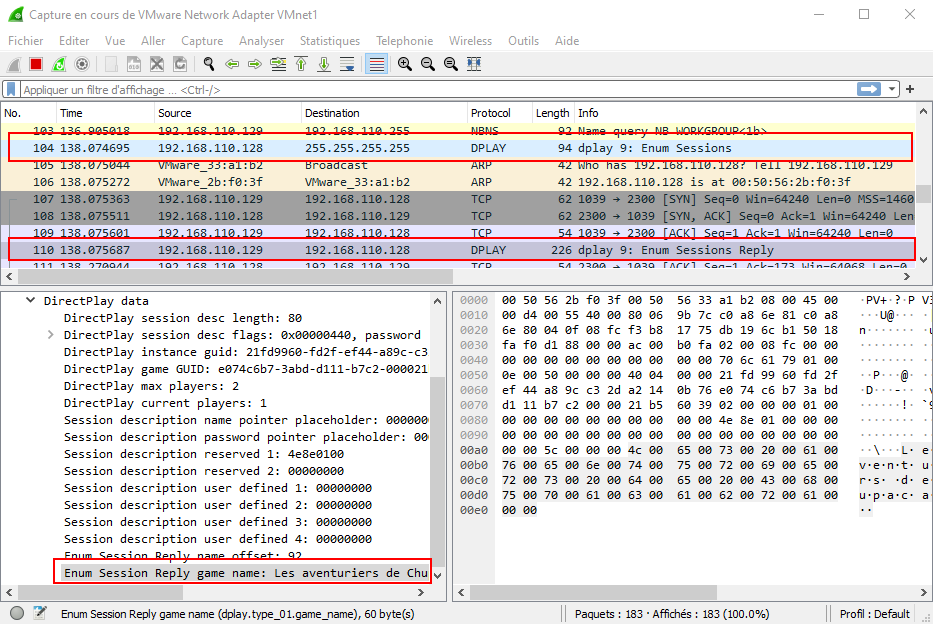 Capture en cours de VMware Network Adapter VMnet1
Fichier Editer Vue Aller Capture Analyser Statistiques Telephonie Wireless Outils Aide
Appliquer un filtre d'affichage ... <Ctrl-/>
No. Time Source Destination Protocol Length Info
103 136.905018 192.168.110.129 192.168.110.255 NBNS 92 Name query NB WORKGROUP<1b>
104 138.074695 192.168.110.128 255.255.255.255 DPLAY 94 dplay 9: Enum Sessions
105 138.075044 VMware_33:a1:b2 Broadcast ARP 42 Who has 192.168.110.128? Tell 192.168.110.129
106 138.075272 VMware_2b:f0:3f VMware_33:a1:b2 ARP 42 192.168.110.128 is at 00:50:56:2b:f0:3f
107 138.075363 192.168.110.129 192.168.110.128 TCP 62 1039 → 2300 [SYN] Seq=0 Win=64240 Len=0 MSS=1460
108 138.075511 192.168.110.128 192.168.110.129 TCP 62 2300 → 1039 [SYN, ACK] Seq=0 Ack=1 Win=64240 Len
109 138.075601 192.168.110.129 192.168.110.128 TCP 54 1039 → 2300 [ACK] Seq=1 Ack=1 Win=64240 Len=0
110 138.075687 192.168.110.129 192.168.110.128 DPLAY 226 dplay 9: Enum Sessions Reply
111 138.270944 192.168.110.128 192.168.110.129 TCP 54 2300 → 1039 [ACK] Seq=1 Ack=173 Win=64068 Len=0
DirectPlay data
DirectPlay session desc length: 80
DirectPlay session desc flags: 0x00000440, password
DirectPlay instance guid: 21fd9960-fd2f-ef44-a89c-c3
DirectPlay game GUID: e074c6b7-3abd-d111-b7c2-000021
DirectPlay max players: 2
DirectPlay current players: 1
Session description name pointer placeholder: 000000
Session description password pointer placeholder: 00
Session description reserved 1: 4e8e0100
Session description reserved 2: 00000000
Session description user defined 1: 00000000
Session description user defined 2: 00000000
Session description user defined 3: 00000000
Session description user defined 4: 00000000
Enum Session Reply name offset: 92
Enum Session Reply game name: Les aventuriers de Chu
0000 00 50 56 2b f0 3f 00 50 56 33 a1 b2 08 00 45 00 ·PV+·?·P V3
0010 00 d4 00 55 40 00 80 06 9b 7c c0 a8 6e 81 c0 a8 ···U@···
0020 6e 80 04 0f 08 fc f3 b8 17 75 db 19 6c b1 50 18 n······· u
0030 fa f0 d1 88 00 00 ac 00 b0 fa 02 00 08 fc 00 00
0040 00 00 00 00 00 00 00 00 00 00 70 6c 61 79 01 00
0050 0e 00 50 00 00 00 40 04 00 00 21 fd 99 60 fd 2f ··P···@·
0060 ef 44 a8 9c c3 2d a2 14 0b 76 e0 74 c6 b7 3a bd ·D···-·· v
0070 d1 11 b7 c2 00 00 21 b5 60 39 02 00 00 00 01 00 ······!· `9
0080 00 00 00 00 00 00 00 00 00 00 4e 8e 01 00 00 00
0090 00 00 00 00 00 00 00 00 00 00 00 00 00 00 00 00
00a0 00 00 5c 00 00 00 4c 00 65 00 73 00 20 00 61 00 ··\···L· e
00b0 76 00 65 00 6e 00 74 00 75 00 72 00 69 00 65 00 v·e·n·t· u
00c0 72 00 73 00 20 00 64 00 65 00 20 00 43 00 68 00 r·s· ·d· e
00d0 75 00 70 00 61 00 63 00 61 00 62 00 72 00 61 00 u·p·a·c· a
00e0 00 00 ··
Enum Session Reply game name (dplay.type_01.game_name), 60 byte(s)
Paquets : 183 · Affichés : 183 (100.0%)
Profil : Default